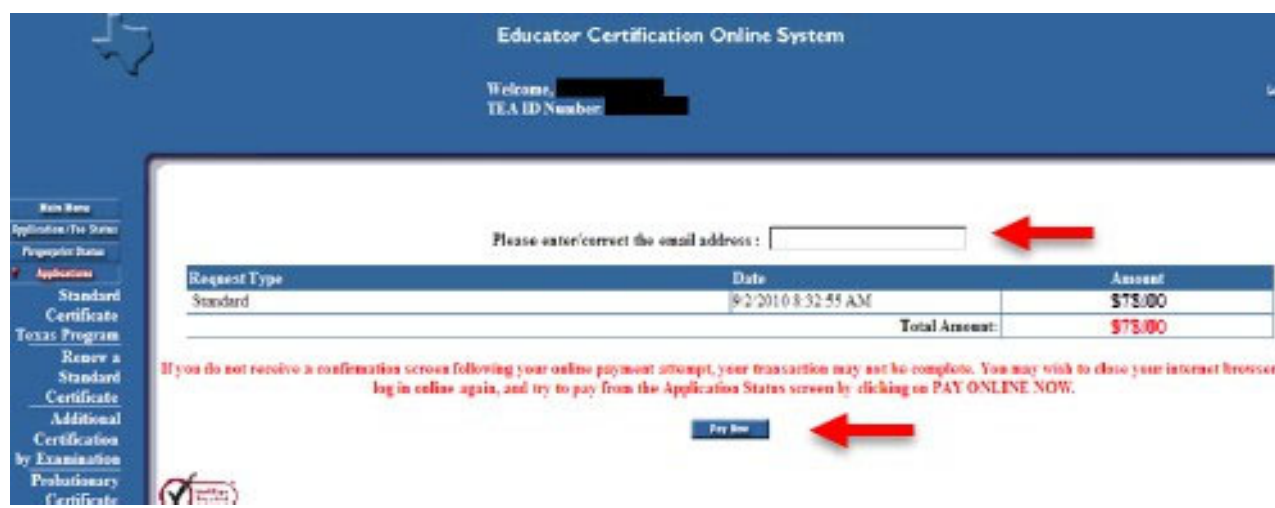 Educator Certification Online System
Welcome,
TEA ID Number:
Main Menu
Application/Fee Status
Fingerprint Status
Applications
Standard
Certificate
Texas Program
Renew a
Standard
Certificate
Additional
Certification
by Examination
Probationary
Certificate
Please enter/correct the email address :
Request Type Date Amount
Standard 9/2/2010 8:32:55 AM $78.00
Total Amount: $78.00
If you do not receive a confirmation screen following your online payment attempt, your transaction may not be complete. You may wish to close your internet browser
log in online again, and try to pay from the Application Status screen by clicking on PAY ONLINE NOW.
Pay Now